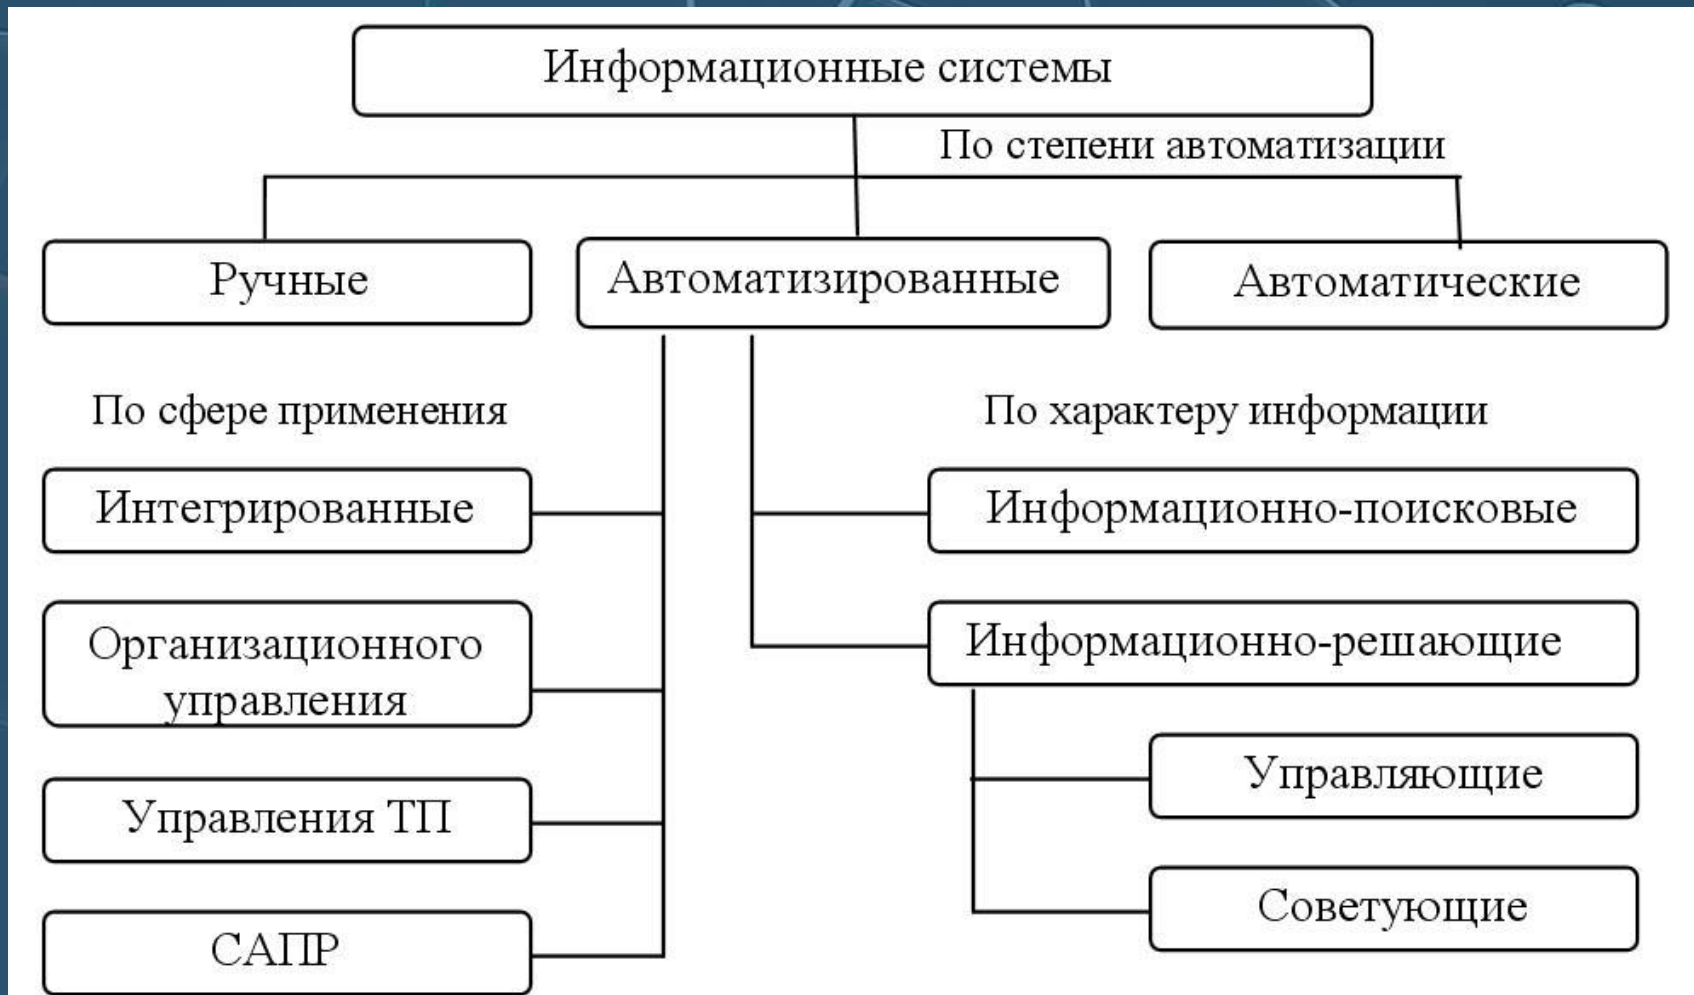 Информационные системы
По степени автоматизации
Ручные
Автоматизированные
Автоматические
По сфере применения
По характеру информации
Интегрированные
Информационно-поисковые
Организационного
управления
Информационно-решающие
Управления ТП
Управляющие
САПР
Советующие